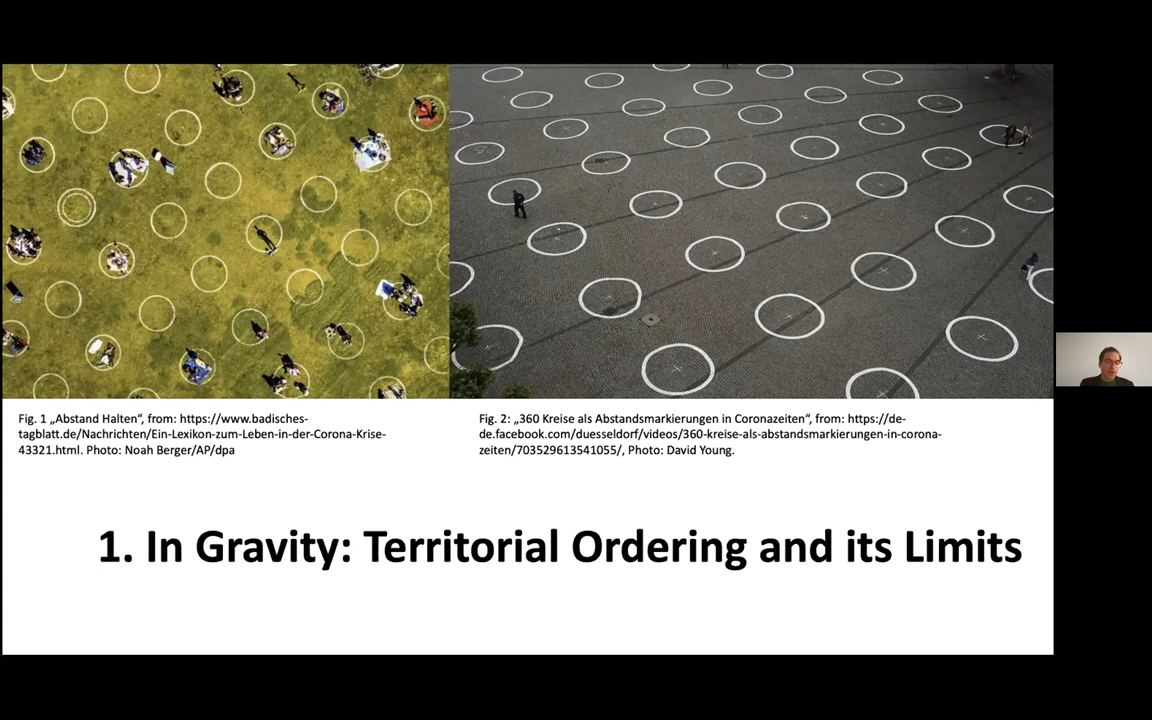 Fig. 1 „Abstand Halten“, from: https://www.badisches-
tagblatt.de/Nachrichten/Ein-Lexikon-zum-Leben-in-der-Corona-Krise-
43321.html. Photo: Noah Berger/AP/dpa
Fig. 2: „360 Kreise als Abstandsmarkierungen in Coronazeiten“, from: https://de-
de.facebook.com/duesseldorf/videos/360-kreise-als-abstandsmarkierungen-in-corona-
zeiten/703529613541055/, Photo: David Young.
1. In Gravity: Territorial Ordering and its Limits